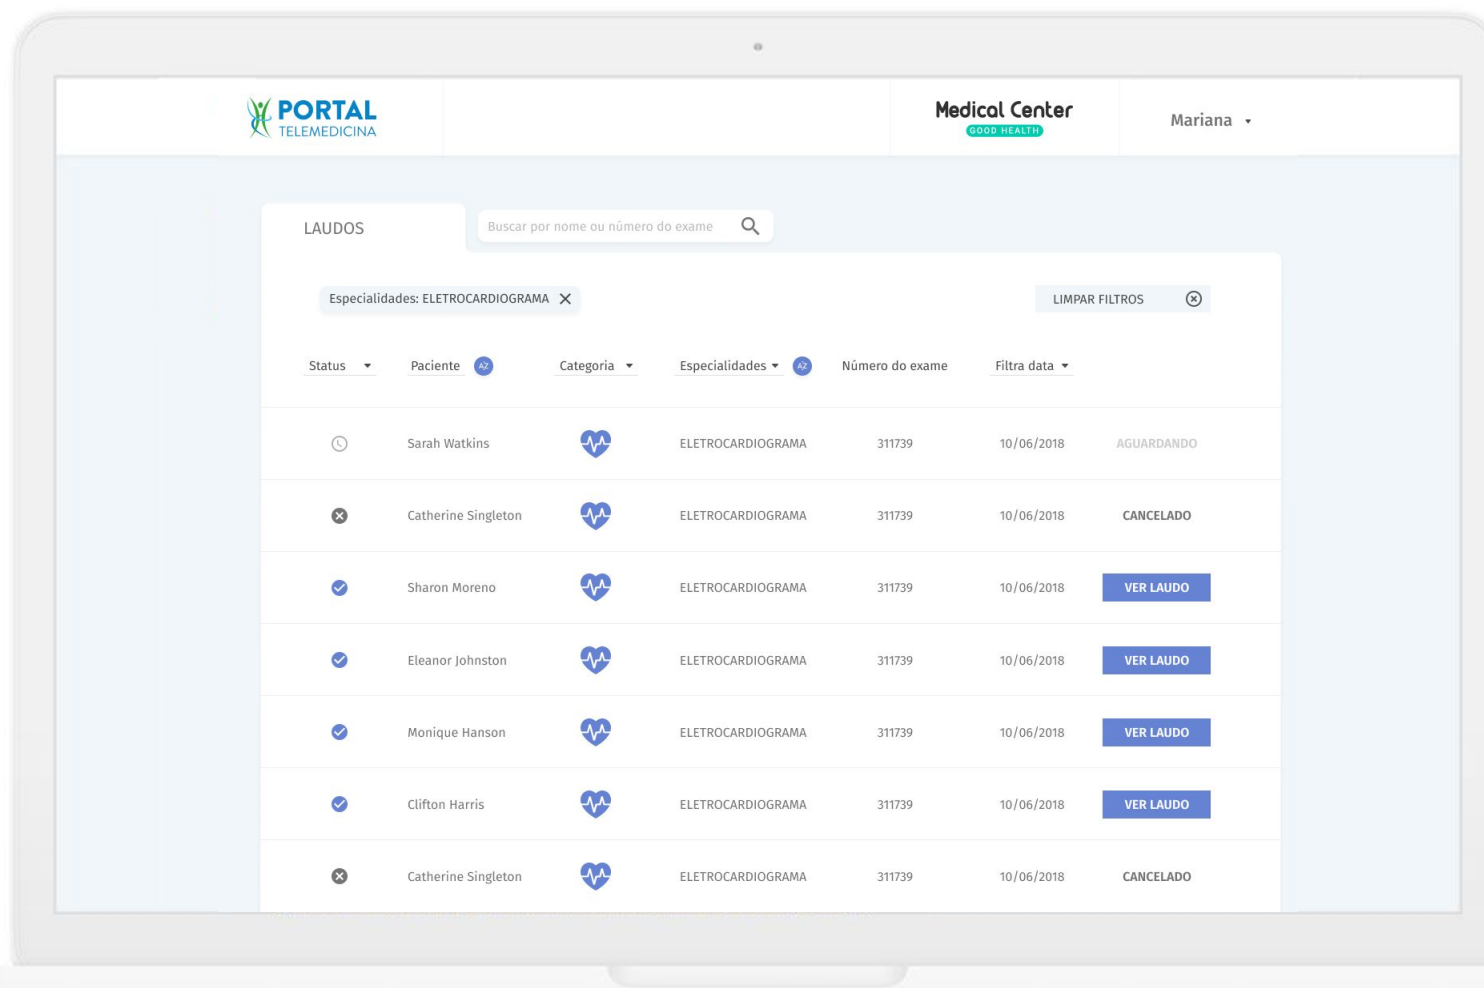 PORTAL
TELEMEDICINA
Medical Center
GOOD HEALTH
Mariana
LAUDOS
Buscar por nome ou número do exame
Especialidades: ELETROCARDIOGRAMA
LIMPAR FILTROS
Status Paciente AZ Categoria Especialidades AZ Número do exame Filtra data
Sarah Watkins ELETROCARDIOGRAMA 311739 10/06/2018 AGUARDANDO
Catherine Singleton ELETROCARDIOGRAMA 311739 10/06/2018 CANCELADO
Sharon Moreno ELETROCARDIOGRAMA 311739 10/06/2018 VER LAUDO
Eleanor Johnston ELETROCARDIOGRAMA 311739 10/06/2018 VER LAUDO
Monique Hanson ELETROCARDIOGRAMA 311739 10/06/2018 VER LAUDO
Clifton Harris ELETROCARDIOGRAMA 311739 10/06/2018 VER LAUDO
Catherine Singleton ELETROCARDIOGRAMA 311739 10/06/2018 CANCELADO